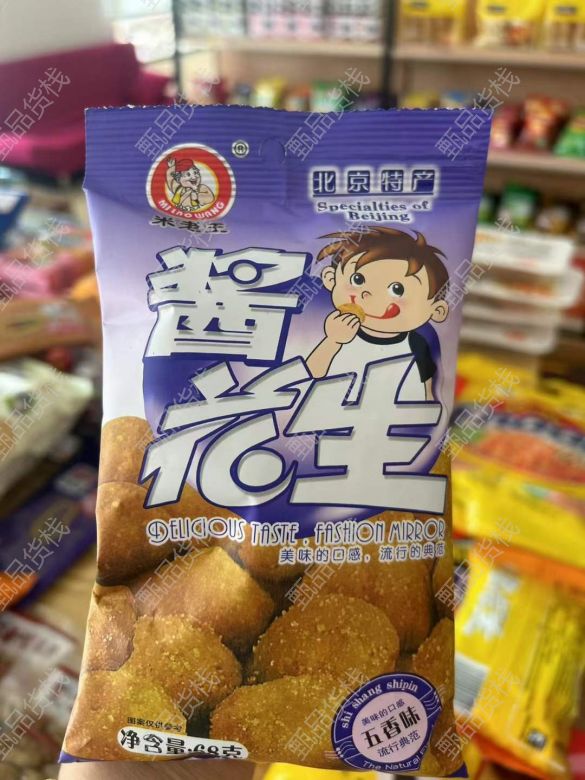 MI LAO WANG
米老王
®
北京特产
Specialties of
Beijing
酱
花生
DELICIOUS TASTE . FASHION MIRROR
美味的口感,流行的典范
图案仅供参考
净含量:68克
shi shang shipin
美味的口感
五香味
流行典范
The Natural
甄品货栈